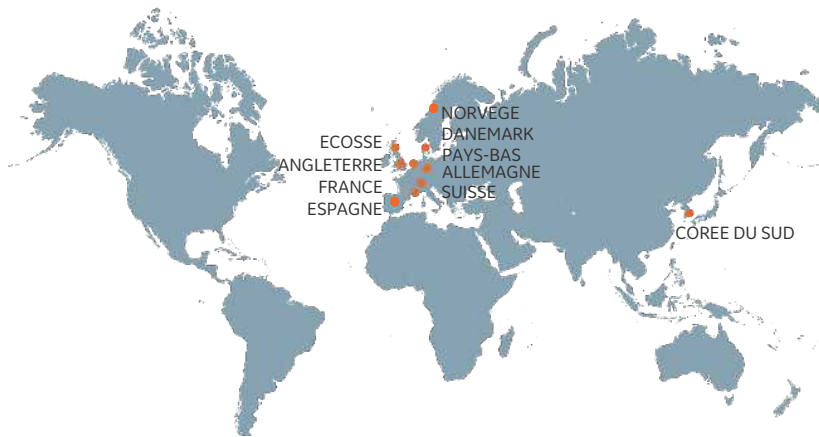 NORVEGE
DANEMARK
PAYS-BAS
ALLEMAGNE
SUISSE
ECOSSE
ANGLETERRE
FRANCE
ESPAGNE
COREE DU SUD